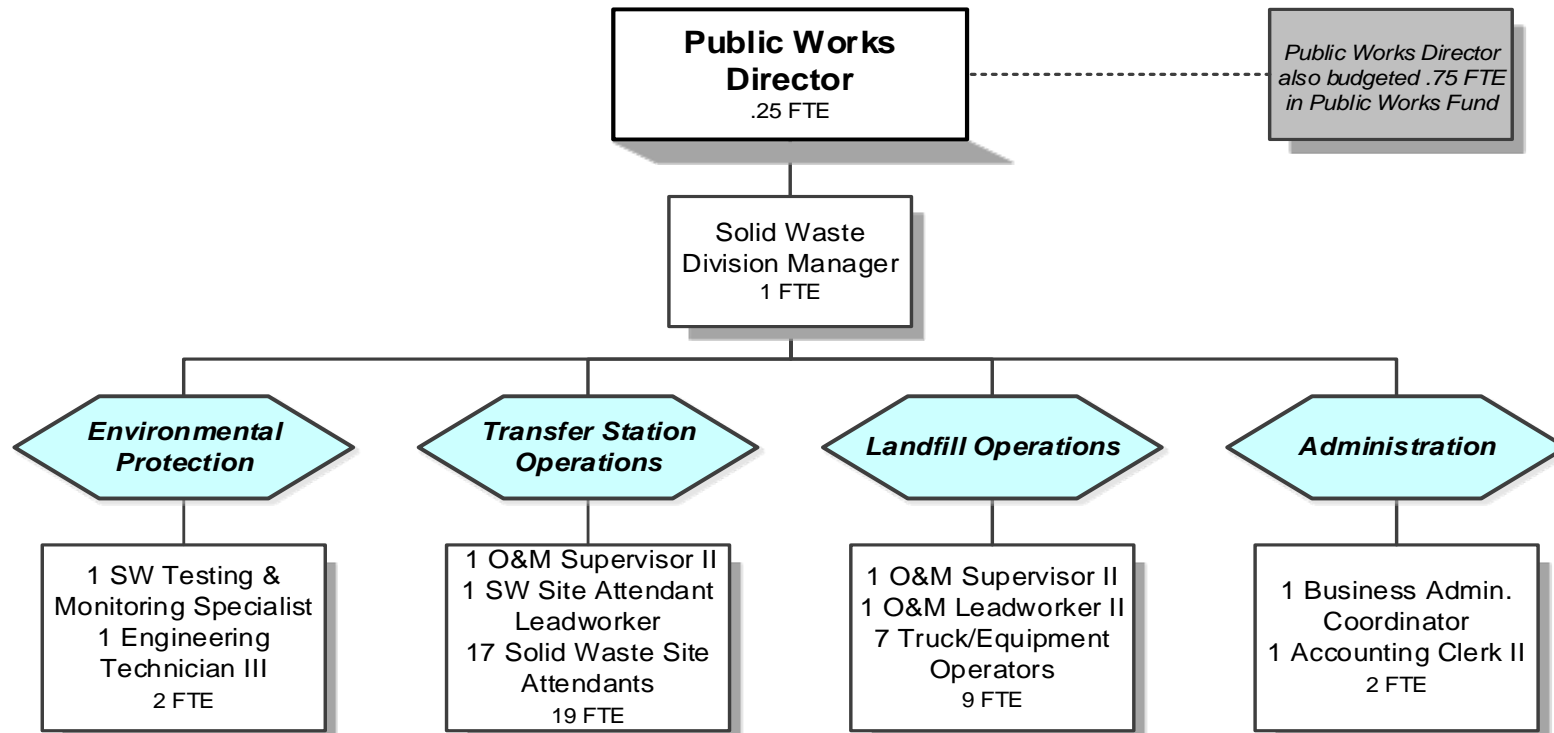 Public Works
Director
.25 FTE
Public Works Director
also budgeted .75 FTE
in Public Works Fund
Solid Waste
Division Manager
1 FTE
Environmental
Protection
Transfer Station
Operations
Landfill Operations
Administration
1 SW Testing &
Monitoring Specialist
1 Engineering
Technician III
2 FTE
1 O&M Supervisor II
1 SW Site Attendant
Leadworker
17 Solid Waste Site
Attendants
19 FTE
1 O&M Supervisor II
1 O&M Leadworker II
7 Truck/Equipment
Operators
9 FTE
1 Business Admin.
Coordinator
1 Accounting Clerk II
2 FTE